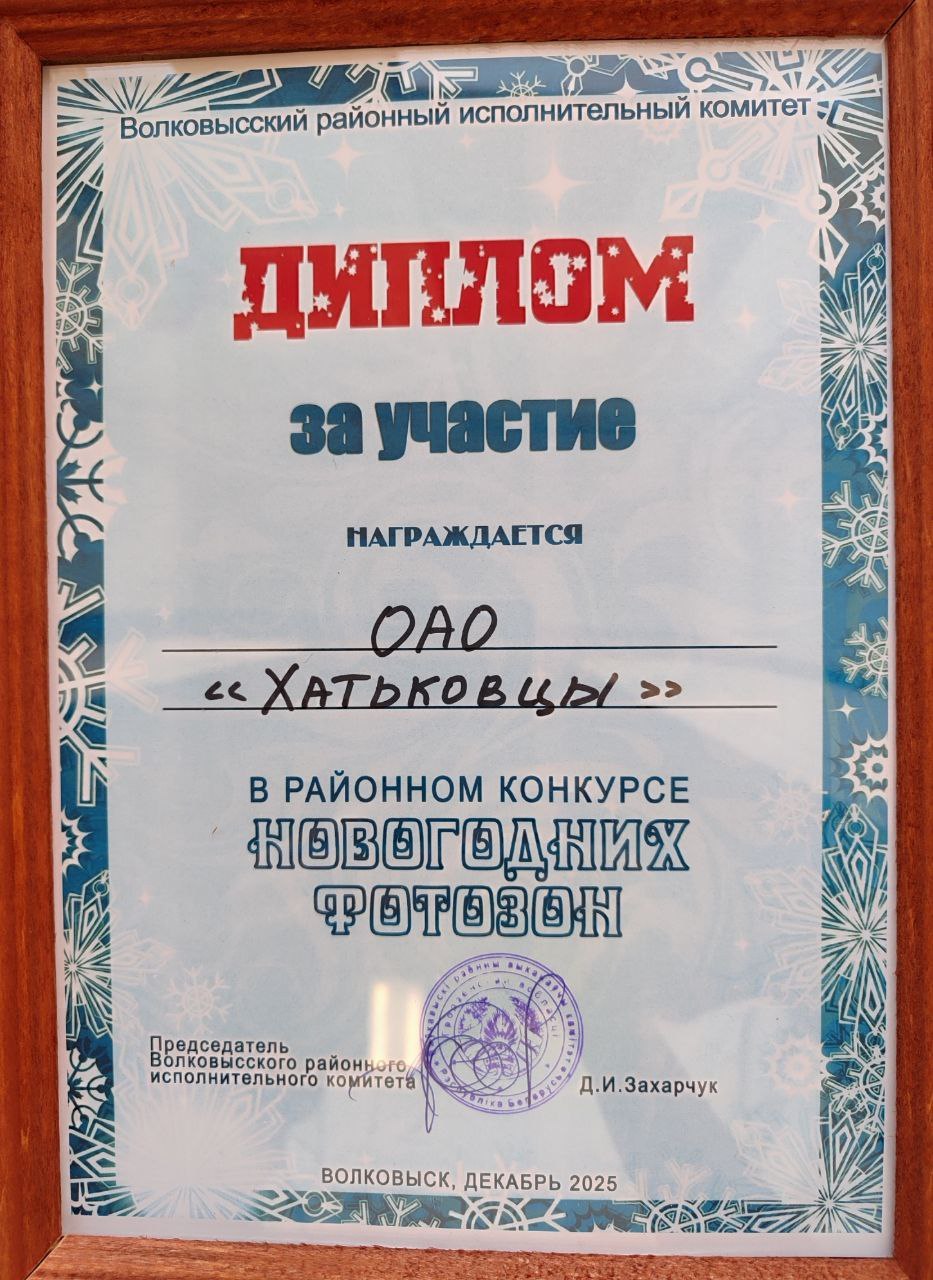 Волковысский районный исполнительный комитет
ДИПЛОМ
за участие
НАГРАЖДАЕТСЯ
ОАО
«ХАТЬКОВЦЫ»
В РАЙОННОМ КОНКУРСЕ
НОВОГОДНИХ
ФОТОЗОН
Председатель
Волковысского районного
исполнительного комитета
Д.И.Захарчук
ВОЛКОВЫСК, ДЕКАБРЬ 2025